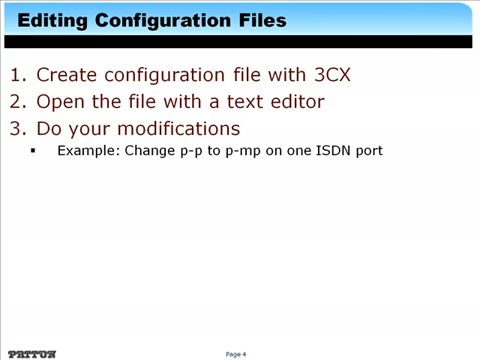 Editing Configuration Files
1. Create configuration file with 3CX
2. Open the file with a text editor
3. Do your modifications
▪ Example: Change p-p to p-mp on one ISDN port
PATTON
Page 4